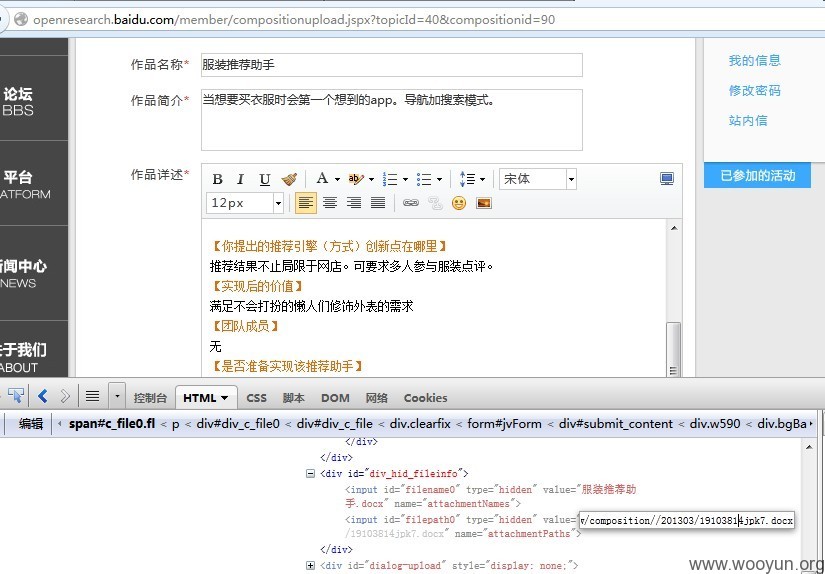 openresearch.baidu.com/member/compositionupload.jspx?topicId=40&compositionid=90
作品名称* 服装推荐助手
我的信息
作品简介* 当想要买衣服时会第一个想到的app。导航加搜索模式。
修改密码
论坛
BBS
站内信
作品详述*
已参加的活动
B I U A ab 宋体
平台
ATFORM
12px
【你提出的推荐引擎（方式）创新点在哪里】
推荐结果不止局限于网店。可要求多人参与服装点评。
新闻中心
NEWS
【实现后的价值】
满足不会打扮的懒人们修饰外表的需求
【团队成员】
无
关于我们
ABOUT
【是否准备实现该推荐助手】
控制台 HTML CSS 脚本 DOM 网络 Cookies
编辑 span#c_file0.fl < p < div#div_c_file0 < div#div_c_file < div.clearfix < form#jvForm < div#submit_content < div.w590 < div.bgBa
</div>
</div>
<div id="div_hid_fileinfo">
<input id="filename0" type="hidden" value="服装推荐助
手.docx" name="attachmentNames">
<input id="filepath0" type="hidden" value="
v/composition//201303/19103814jpk7.docx
/19103814jpk7.docx" name="attachmentPaths">
</div>
<div id="dialog-upload" style="display: none;">
www.wooyun.org